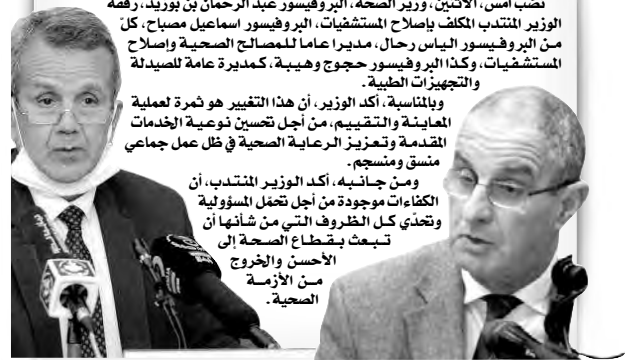 نصب أمس، الاثنين، وزير الصحة، البروفيسور عبد الرحمان بن بوزيد، رفقة
الوزير المنتدب المكلف بإصلاح المستشفيات، البروفيسور اسماعيل مصباح، كلّ
من البروفيسور الياس رحال، مديرا عاما للمصالح الصحية وإصلاح
المستشفيات، وكذا البروفيسور حجوج وهيبة، كمديرة عامة للصيدلة
والتجهيزات الطبية.
وبالمناسبة، أكد الوزير، أن هذا التغيير هو ثمرة لعملية
المعاينة والتقييم، من أجل تحسين نوعية الخدمات
المقدمة وتعزيز الرعاية الصحية في ظل عمل جماعي
منسق ومنسجم.
ومن جانبه، أكد الوزير المنتدب، أن
الكفاءات موجودة من أجل تحمّل المسؤولية
وتحدّي كل الظروف التي من شأنها أن
تبعث بقطاع الصحة إلى
الأحسن والخروج
من الأزمة
الصحية.